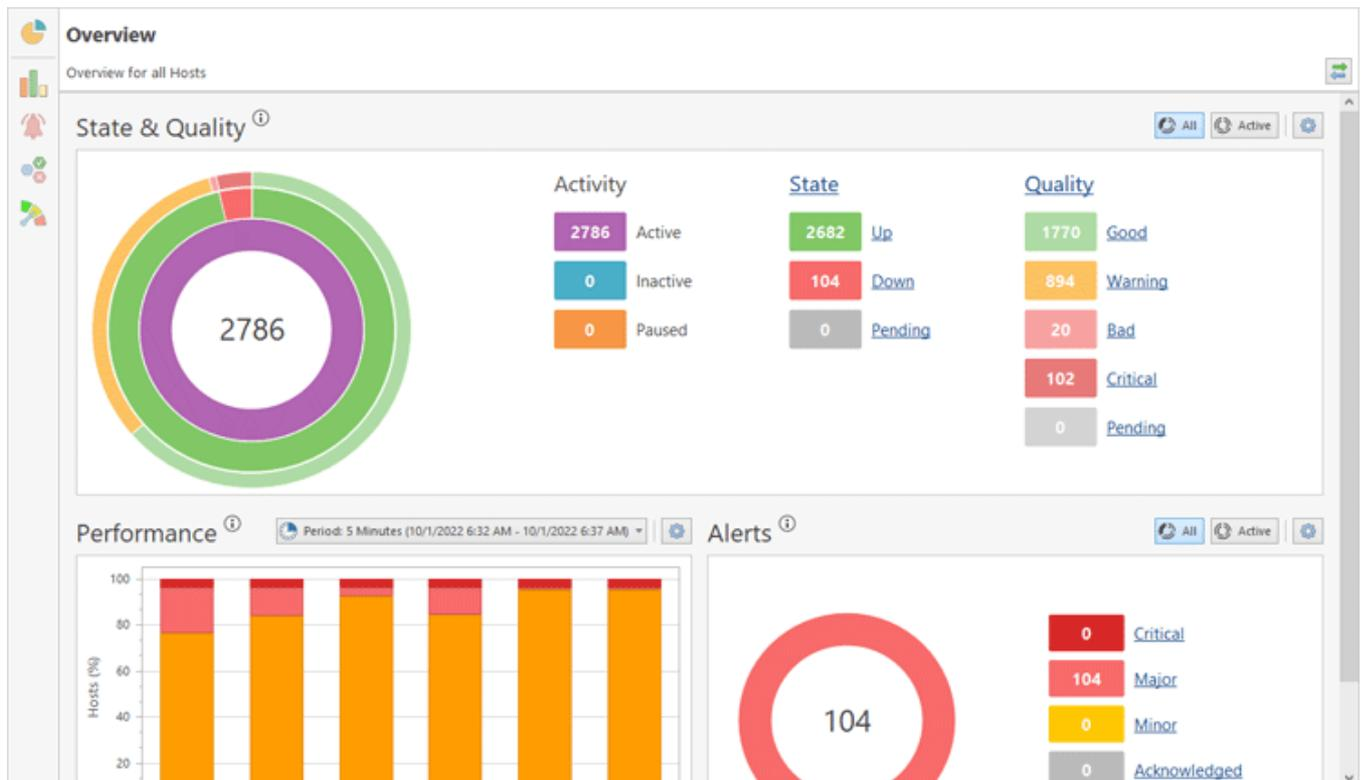 Overview
Overview for all Hosts
State & Quality
All
Active
2786
Activity
2786 Active
0 Inactive
0 Paused
State
2682 Up
104 Down
0 Pending
Quality
1770 Good
894 Warning
20 Bad
102 Critical
0 Pending
Performance
Period: 5 Minutes (10/1/2022 6:32 AM - 10/1/2022 6:37 AM)
Hosts (%)
100
80
60
40
20
Alerts
All
Active
104
0 Critical
104 Major
0 Minor
0 Acknowledged